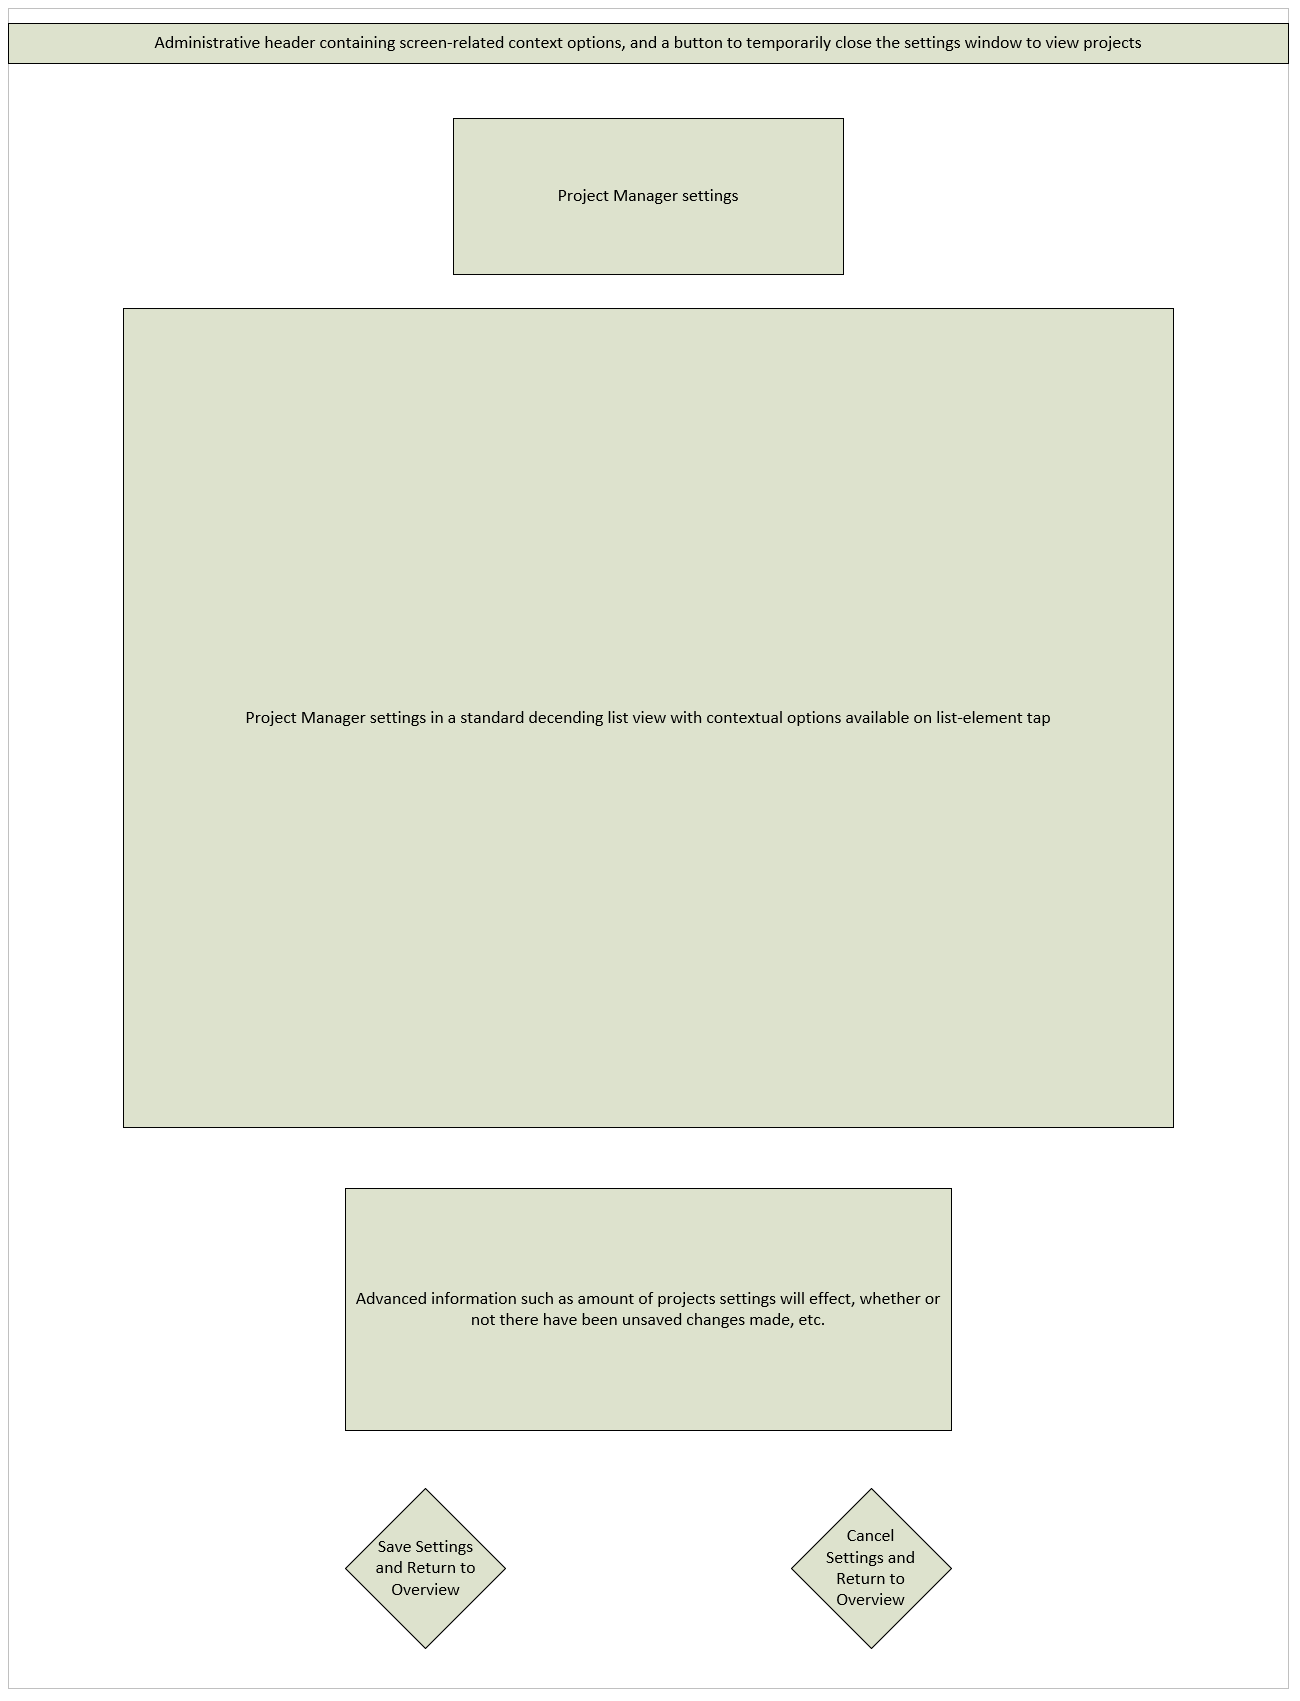 Administrative header containing screen-related context options, and a button to temporarily close the settings window to view projects
Project Manager settings
Project Manager settings in a standard decending list view with contextual options available on list-element tap
Advanced information such as amount of projects settings will effect, whether or
not there have been unsaved changes made, etc.
Save Settings
and Return to
Overview
Cancel
Settings and
Return to
Overview